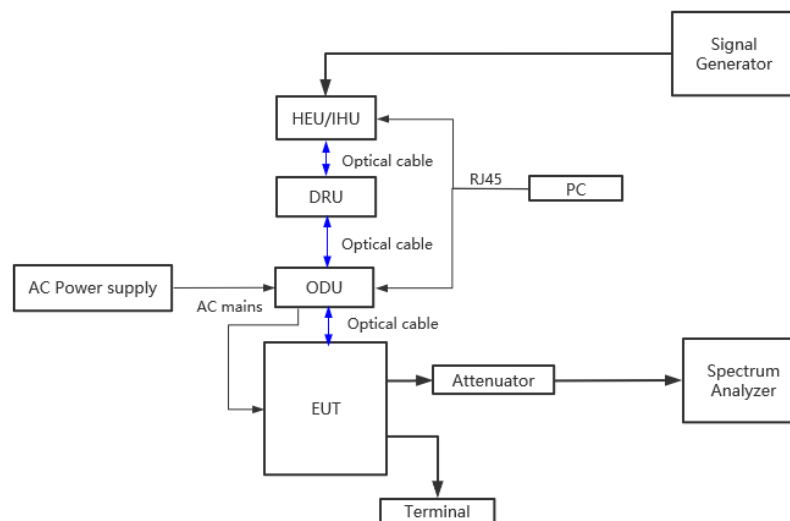 Signal
Generator
HEU/IHU
Optical cable
RJ45
PC
DRU
Optical cable
AC Power supply
ODU
AC mains
Optical cable
EUT
Attenuator
Spectrum
Analyzer
Terminal